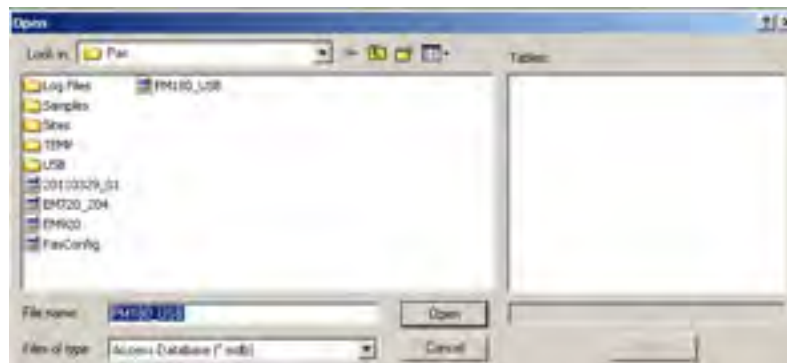 Open
Look in: Pas
Tables:
Log Files
Samples
Sites
TEMP
USB
EM720_204
EM920
PasConfig
PM180_USB
File name: PM180_USB
Open
Files of type: Access Database (*.mdb)
Cancel